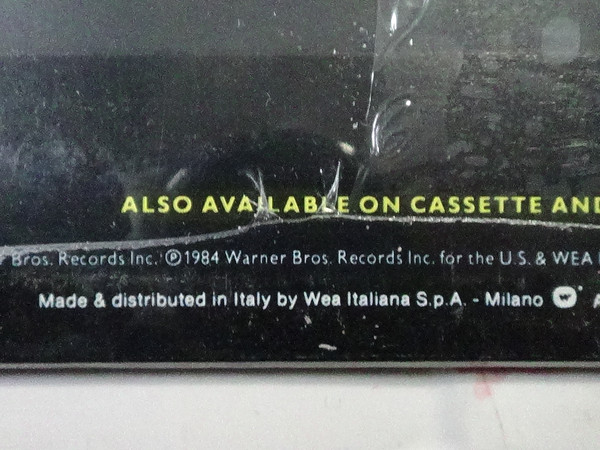 ALSO AVAILABLE ON CASSETTE AND
Bros. Records Inc. ℗1984 Warner Bros. Records Inc. for the U.S. & WEA
Made & distributed in Italy by Wea Italiana S.p.A. - Milano